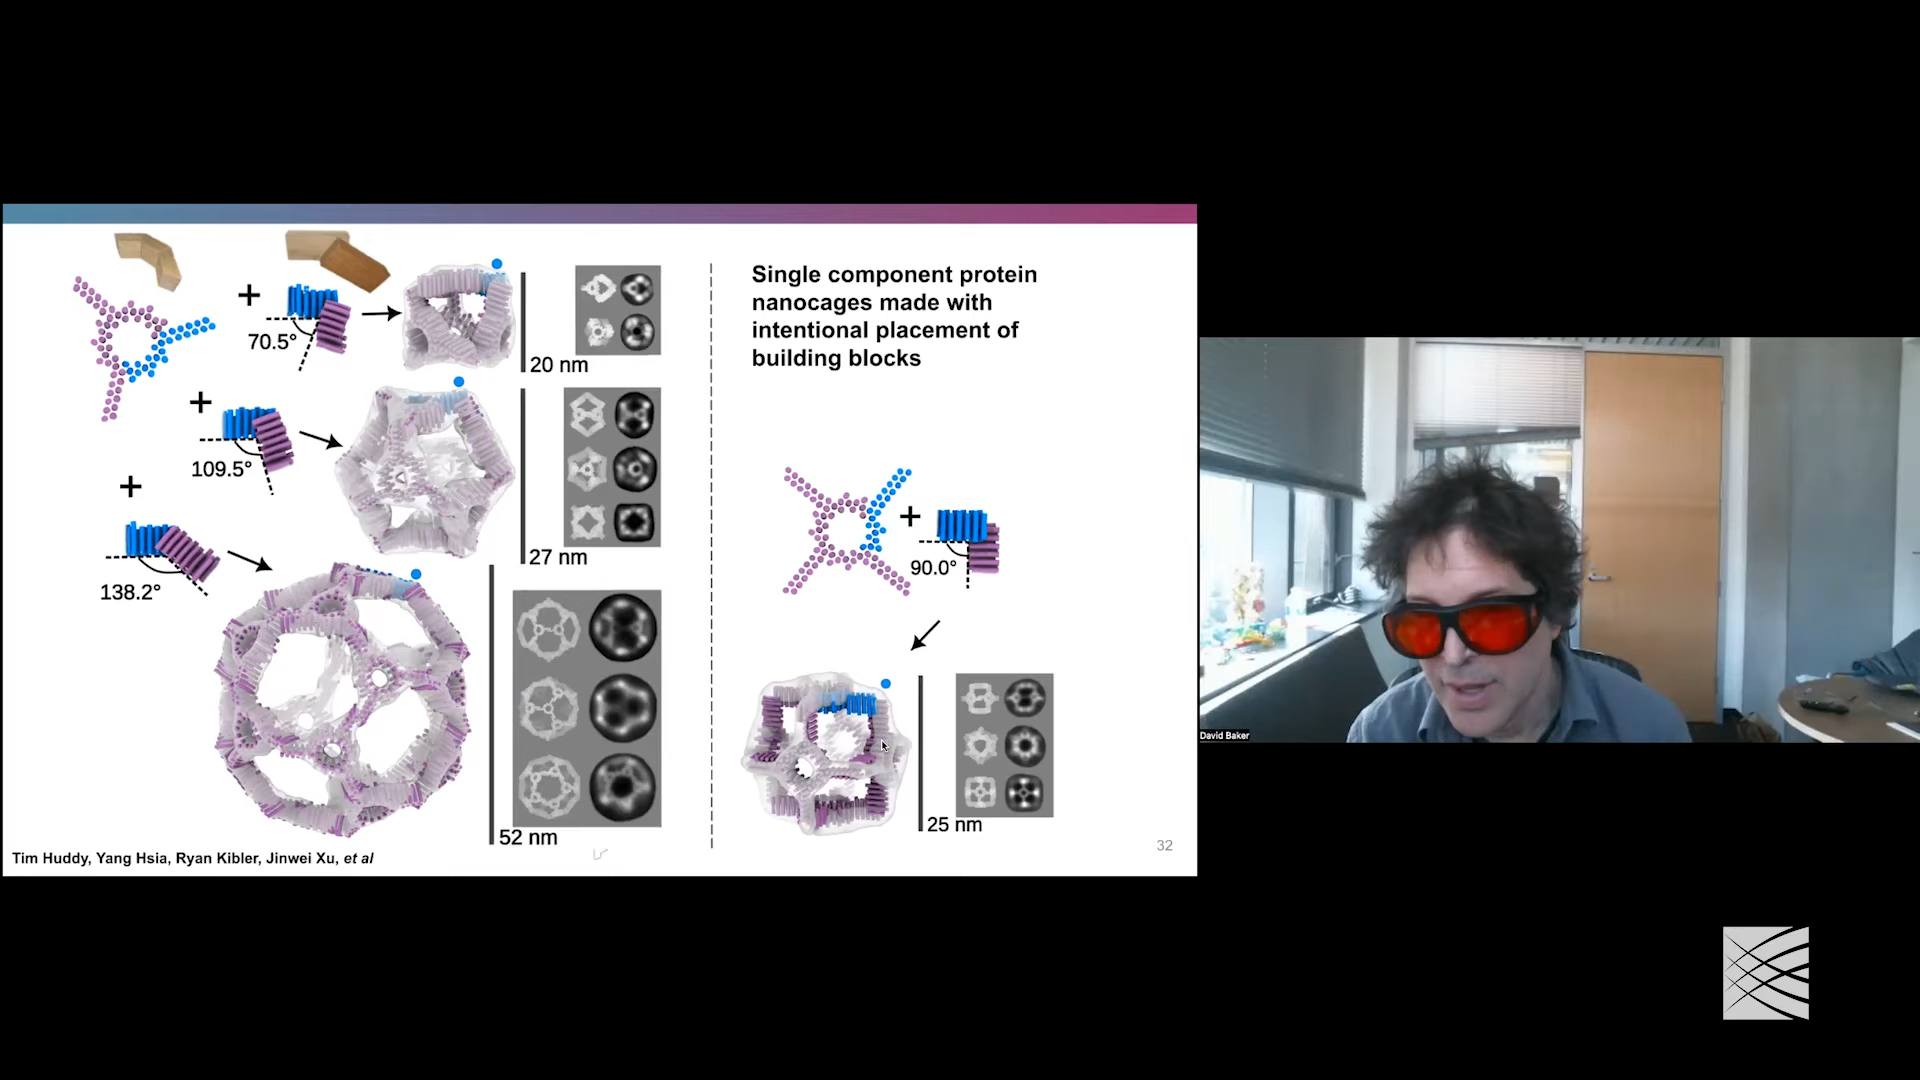 70.5°
20 nm
109.5°
27 nm
138.2°
52 nm
Tim Huddy, Yang Hsia, Ryan Kibler, Jinwei Xu, et al
Single component protein
nanocages made with
intentional placement of
building blocks
90.0°
25 nm
32
David Baker